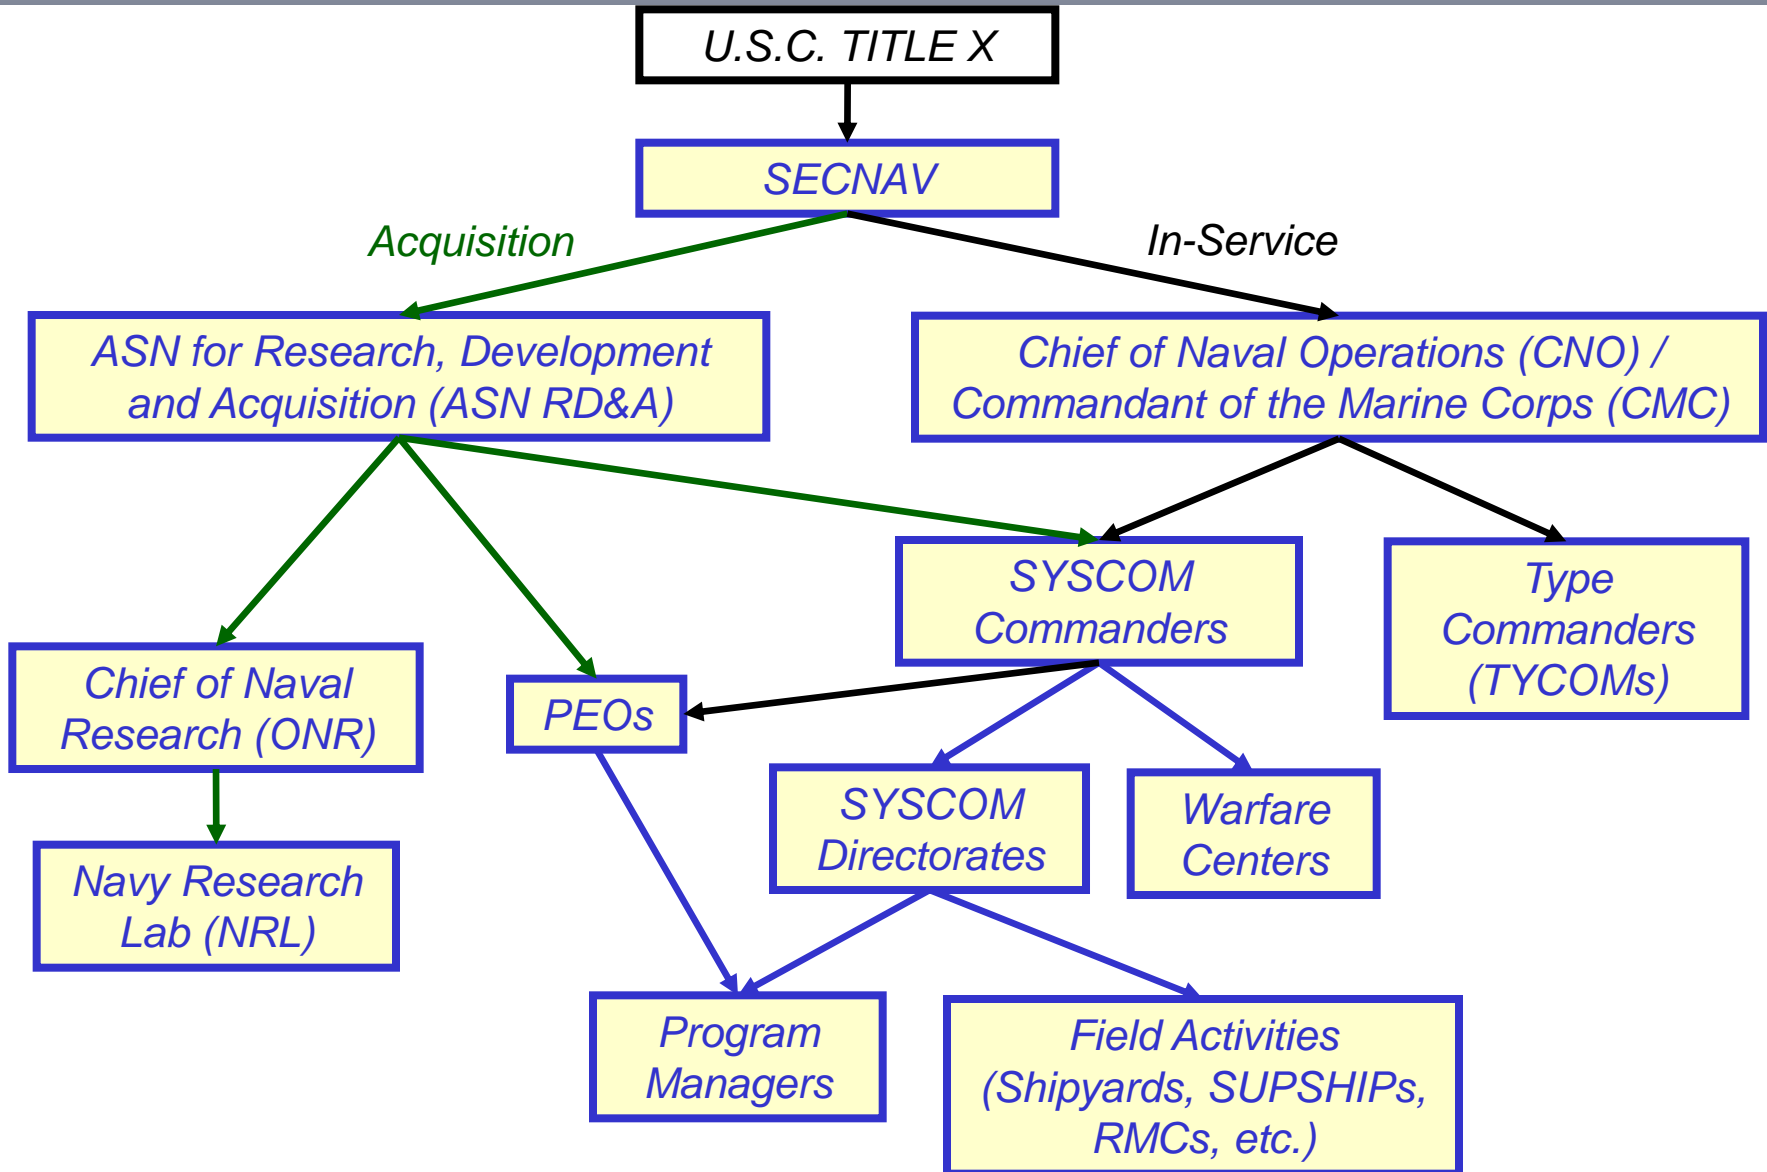 U.S.C. TITLE X
SECNAV
Acquisition
In-Service
ASN for Research, Development
and Acquisition (ASN RD&A)
Chief of Naval Operations (CNO) /
Commandant of the Marine Corps (CMC)
SYSCOM
Commanders
Type
Commanders
(TYCOMs)
Chief of Naval
Research (ONR)
PEOs
SYSCOM
Directorates
Warfare
Centers
Navy Research
Lab (NRL)
Program
Managers
Field Activities
(Shipyards, SUPSHIPs,
RMCs, etc.)